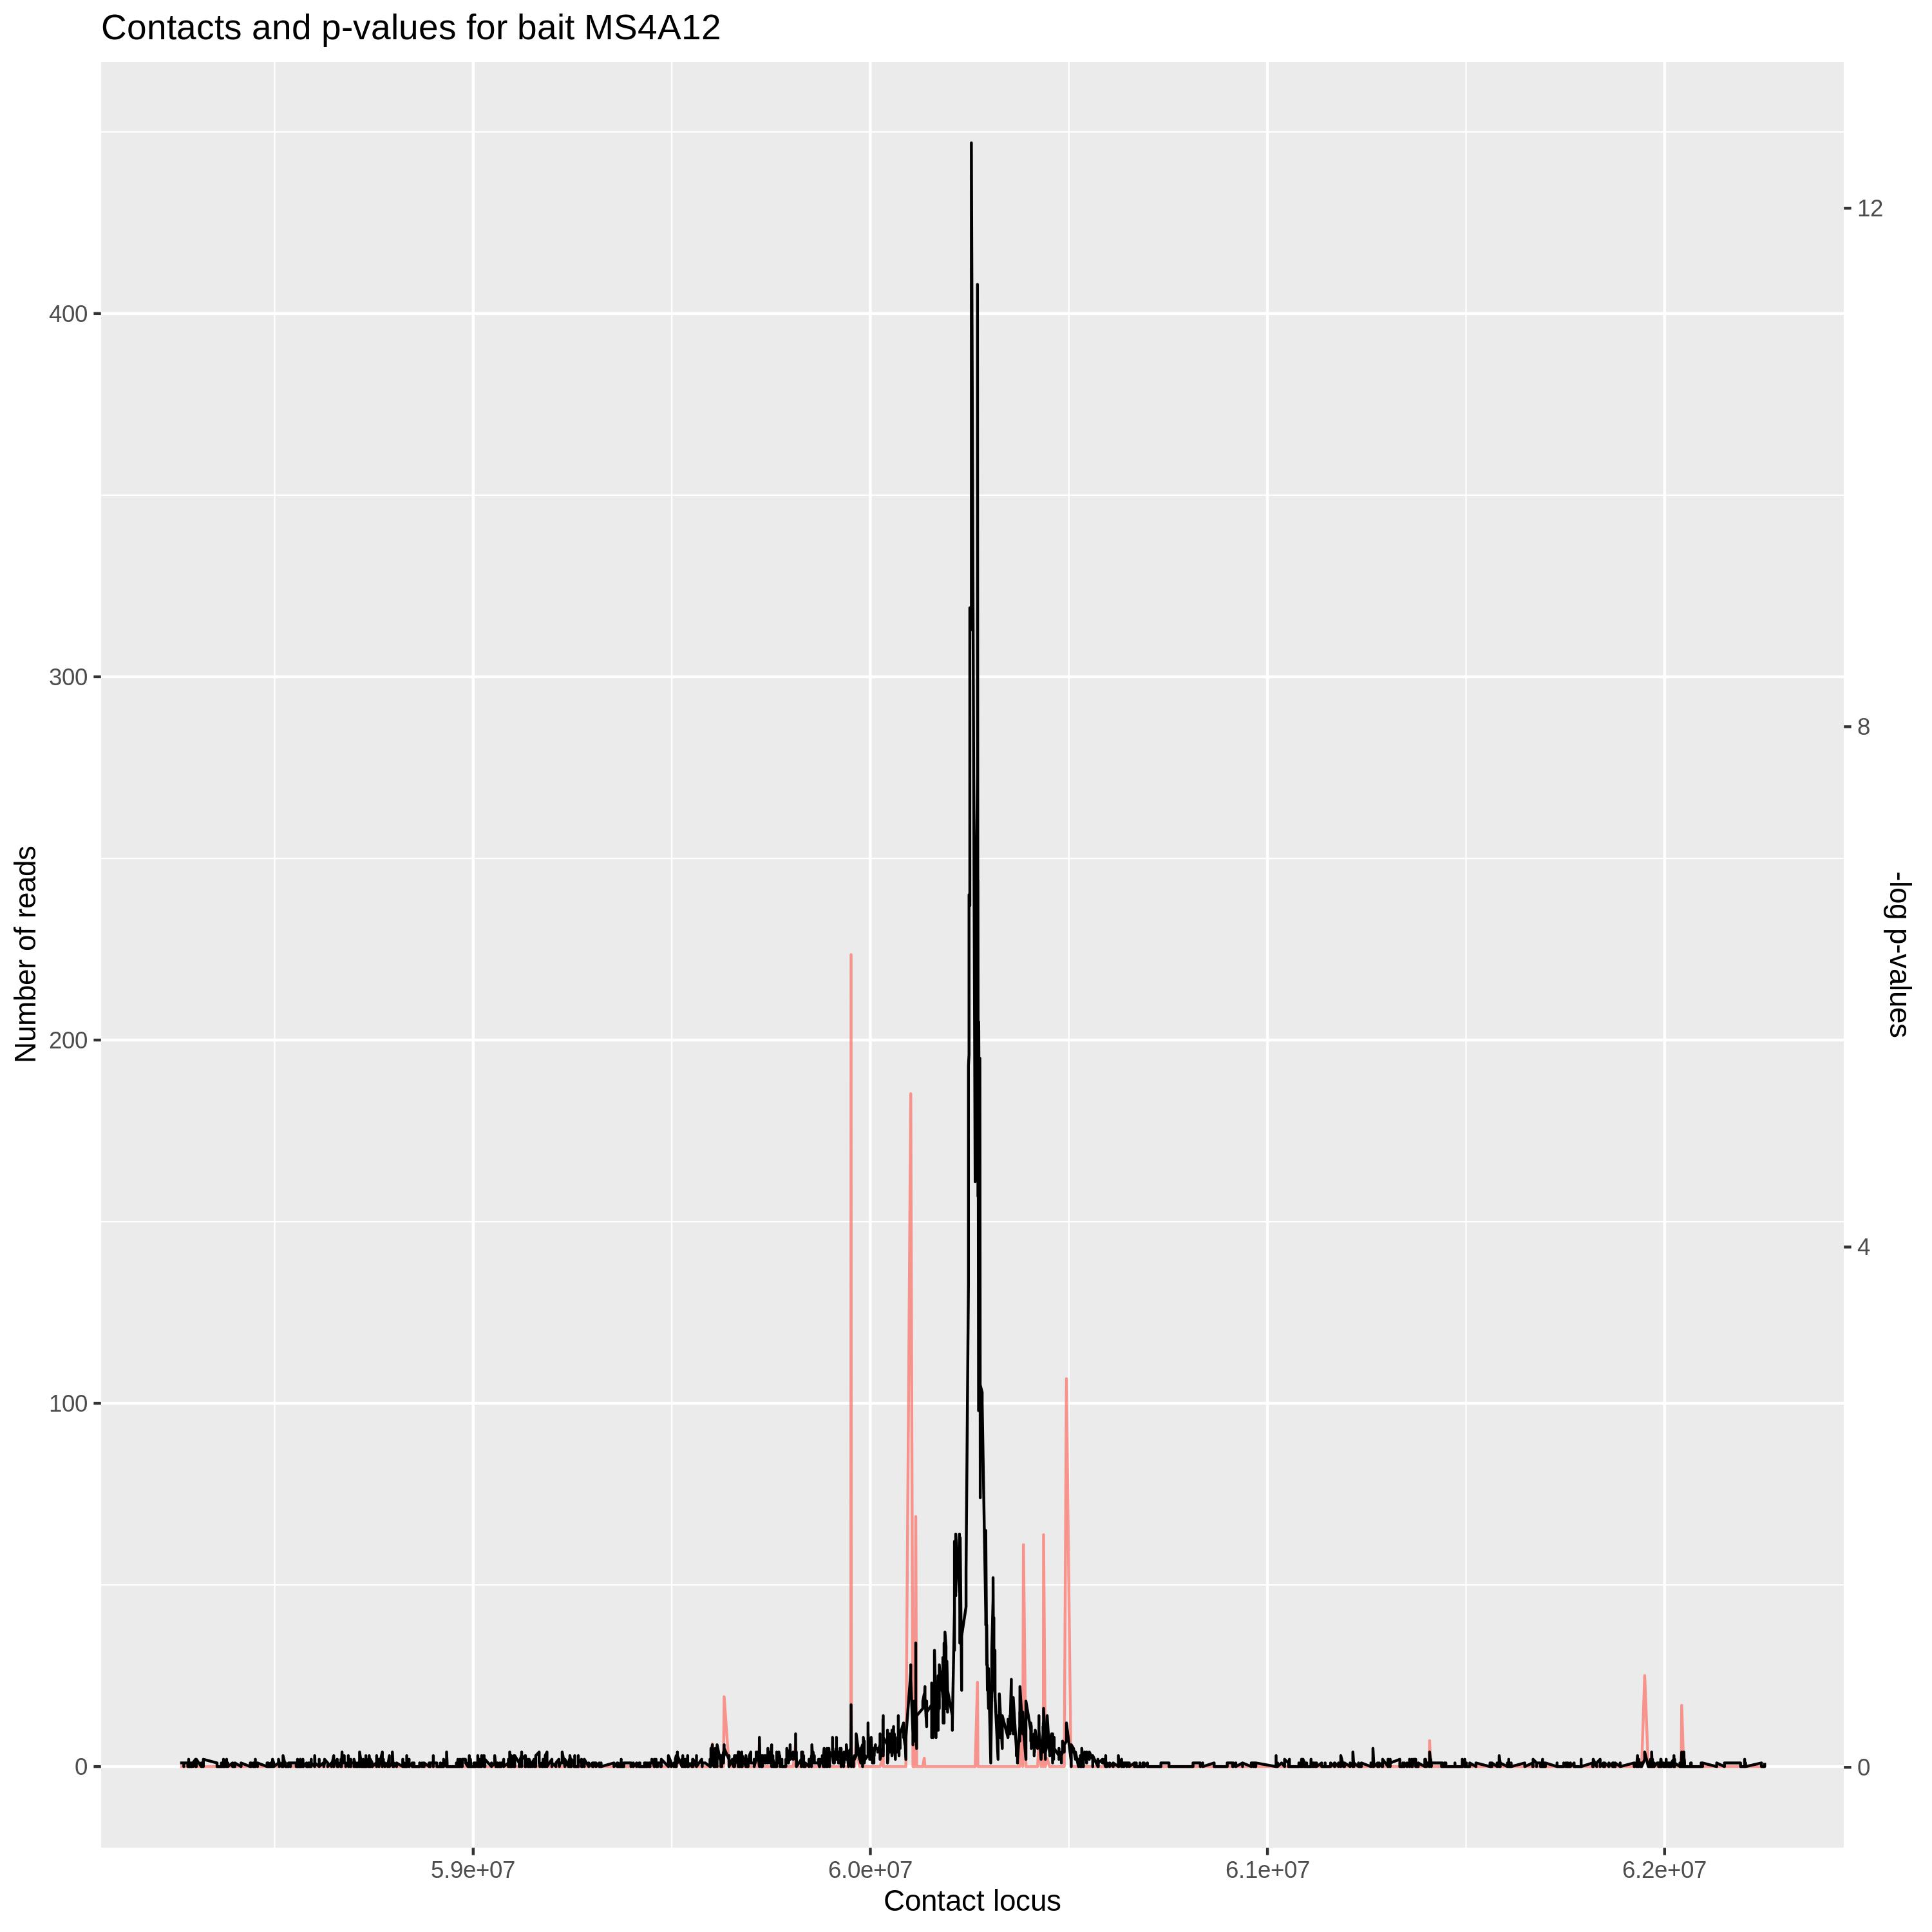 Contacts and p-values for bait MS4A12
400
300
200
100
0
Number of reads
12
8
4
0
-log p-values
5.9e+07
6.0e+07
6.1e+07
6.2e+07
Contact locus